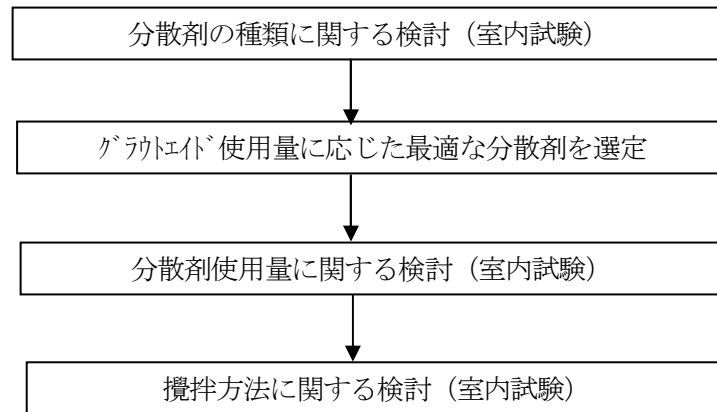 分散剤の種類に関する検討（室内試験）
ｸﾞﾗｳﾄｴｲﾄﾞ使用量に応じた最適な分散剤を選定
分散剤使用量に関する検討（室内試験）
攪拌方法に関する検討（室内試験）